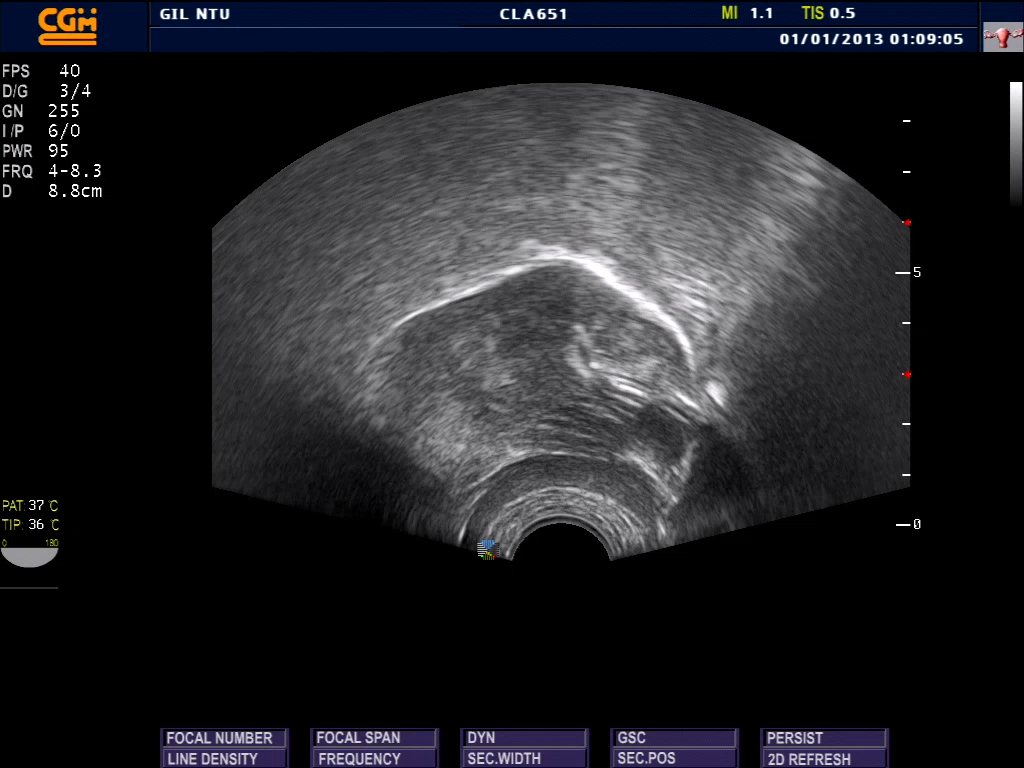 CGM
GIL NTU CLA651 MI 1.1 TIS 0.5
01/01/2013 01:09:05
FPS 40
D/G 3/4
GN 255
I/P 6/0
PWR 95
FRQ 4-8.3
D 8.8cm
5
PAT: 37 °C
TIP: 36 °C
0 180
0
FOCAL NUMBER FOCAL SPAN DYN GSC PERSIST
LINE DENSITY FREQUENCY SEC.WIDTH SEC.POS 2D REFRESH